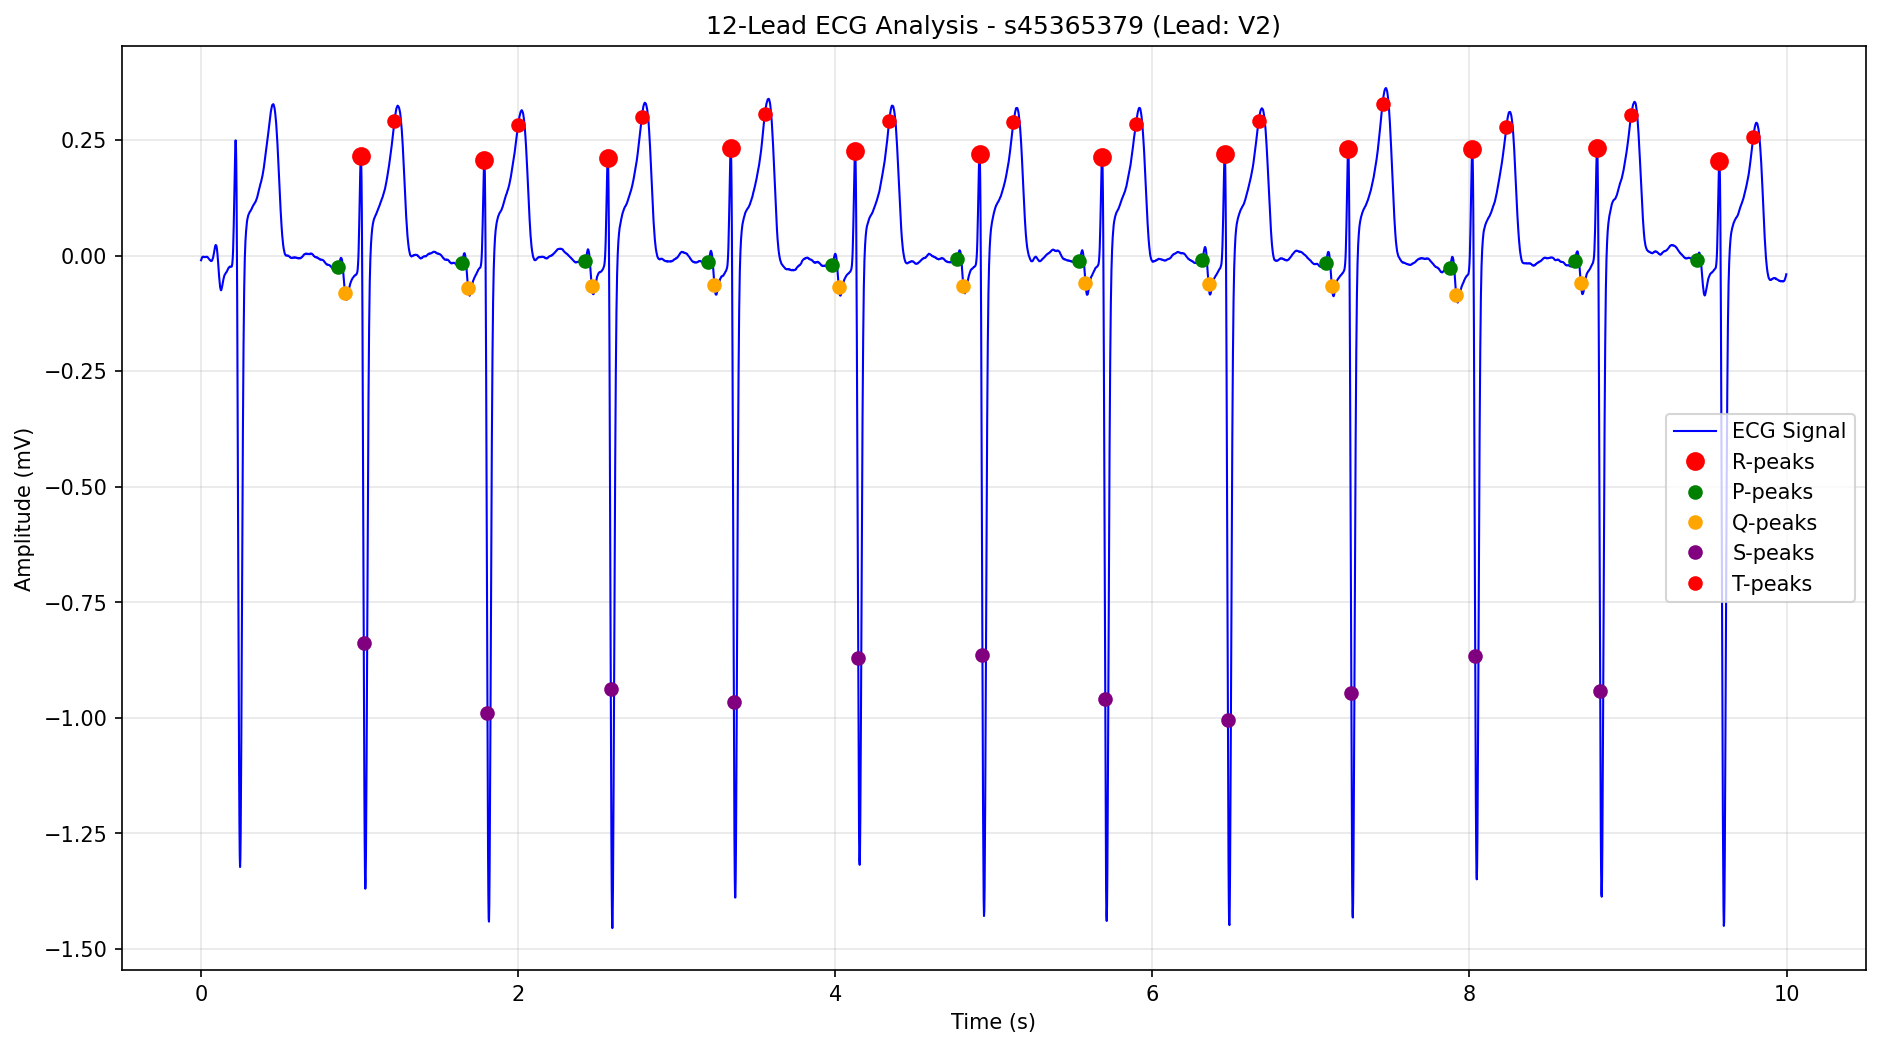 12-Lead ECG Analysis - s45365379 (Lead: V2)
0.25
0.00
−0.25
−0.50
−0.75
−1.00
−1.25
−1.50
Amplitude (mV)
ECG Signal
R-peaks
P-peaks
Q-peaks
S-peaks
T-peaks
0
2
4
6
8
10
Time (s)